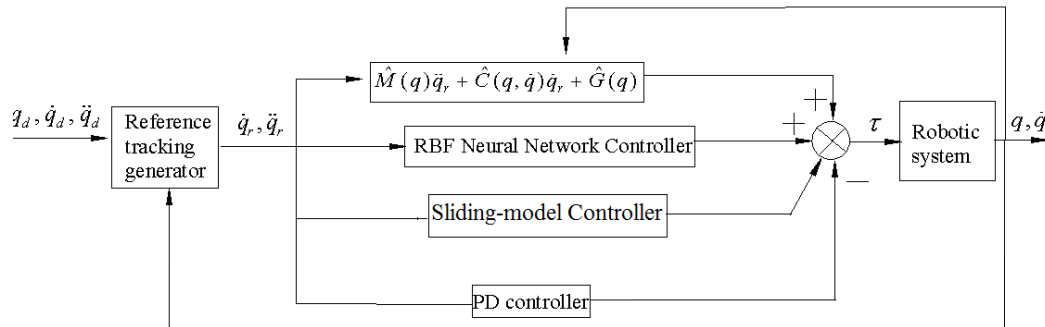 M̂(q)q̈_r + Ĉ(q, q̇)q̇_r + Ĝ(q)
q_d, q̇_d, q̈_d
Reference
tracking
generator
q̇_r, q̈_r
RBF Neural Network Controller
+
+
τ
Robotic
system
q, q̇
−
Sliding-model Controller
PD controller